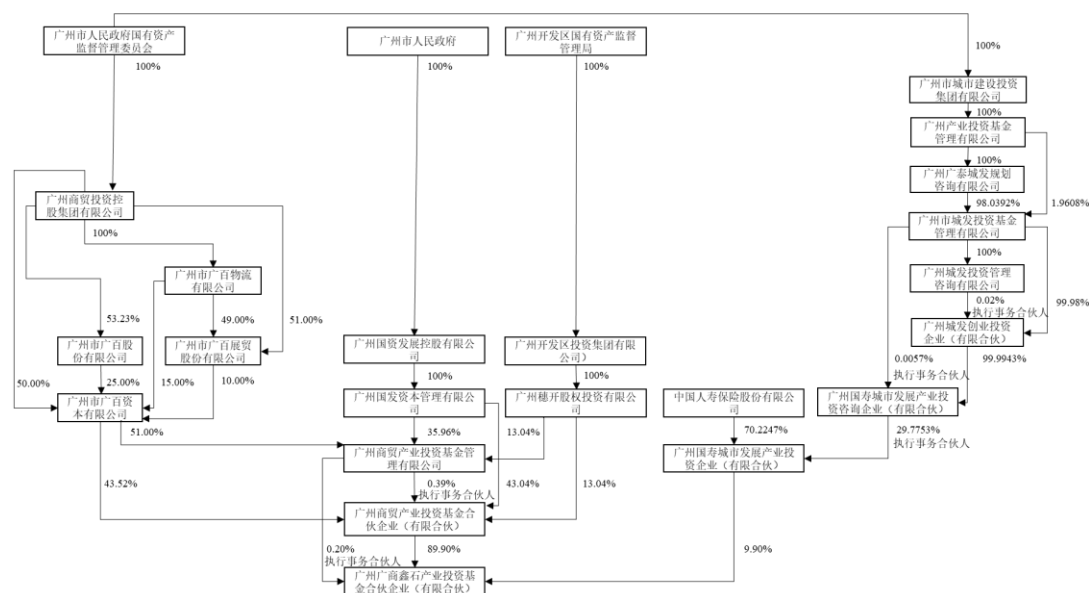 广州市人民政府国有资产
监督管理委员会
广州市人民政府
广州开发区国有资产监督
管理局
100%
100%
100%
100%
广州市城市建设投资
集团有限公司
100%
广州产业投资基金
管理有限公司
100%
广州广泰城发规划
咨询有限公司
98.0392%
1.9608%
广州商贸投资控
股集团有限公司
100%
广州市城发投资基金
管理有限公司
100%
广州市广百物流
有限公司
广州城发投资管理
咨询有限公司
0.02%
执行事务合伙人
99.98%
53.23%
49.00%
51.00%
广州城发创业投资
企业（有限合伙）
广州市广百股
份有限公司
广州市广百展贸
股份有限公司
广州国资发展控股有限公
司
广州开发区投资集团有限公
司）
0.0057%
99.9943%
执行事务合伙人
50.00%
25.00%
15.00%
10.00%
100%
100%
广州市广百资
本有限公司
广州国发资本管理有限公
司
广州穗开股权投资有限公司
中国人寿保险股份有限公司
广州国寿城市发展产业投
资咨询企业（有限合伙）
51.00%
35.96%
13.04%
70.2247%
29.7753%
执行事务合伙人
广州商贸产业投资基金管
理有限公司
广州国寿城市发展产业投
资企业（有限合伙）
43.52%
0.39%
执行事务合伙人
43.04%
13.04%
广州商贸产业投资基金合
伙企业（有限合伙）
0.20%
执行事务合伙人
89.90%
9.90%
广州广商鑫石产业投资基
金合伙企业（有限合伙）